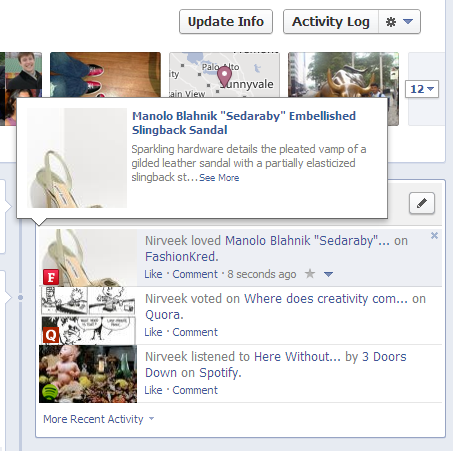 Update Info
Activity Log
Palo Alto
Sunnyvale
12
Manolo Blahnik "Sedaraby" Embellished
Slingback Sandal
Sparkling hardware details the pleated vamp of a
gilded leather sandal with a partially elasticized
slingback st... See More
Nirveek loved Manolo Blahnik "Sedaraby"... on
FashionKred.
Like · Comment · 8 seconds ago
F
Nirveek voted on Where does creativity com... on
Quora.
Like · Comment
Q
Nirveek listened to Here Without... by 3 Doors
Down on Spotify.
Like · Comment
More Recent Activity